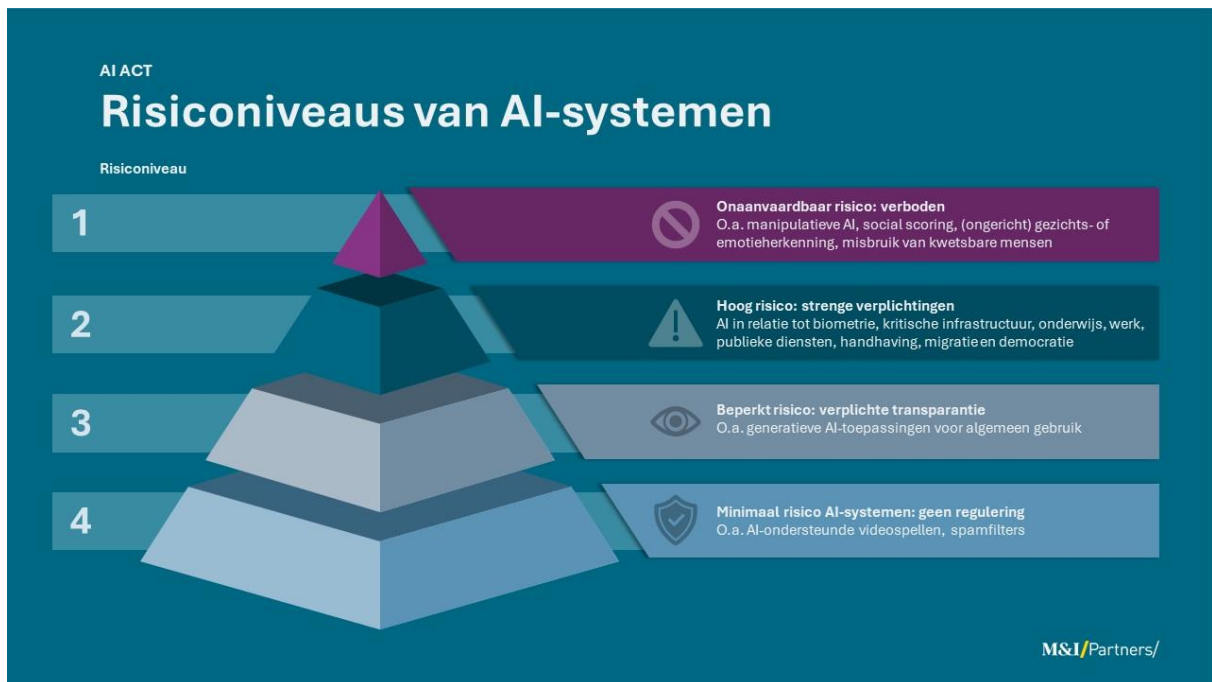 AI ACT
Risiconiveaus van AI-systemen
Risiconiveau
1
Onaanvaardbaar risico: verboden
O.a. manipulatieve AI, social scoring, (ongericht) gezichts- of
emotieherkenning, misbruik van kwetsbare mensen
2
Hoog risico: strenge verplichtingen
AI in relatie tot biometrie, kritische infrastructuur, onderwijs, werk,
publieke diensten, handhaving, migratie en democratie
3
Beperkt risico: verplichte transparantie
O.a. generatieve AI-toepassingen voor algemeen gebruik
4
Minimaal risico AI-systemen: geen regulering
O.a. AI-ondersteunde videospellen, spamfilters
M&I/Partners/